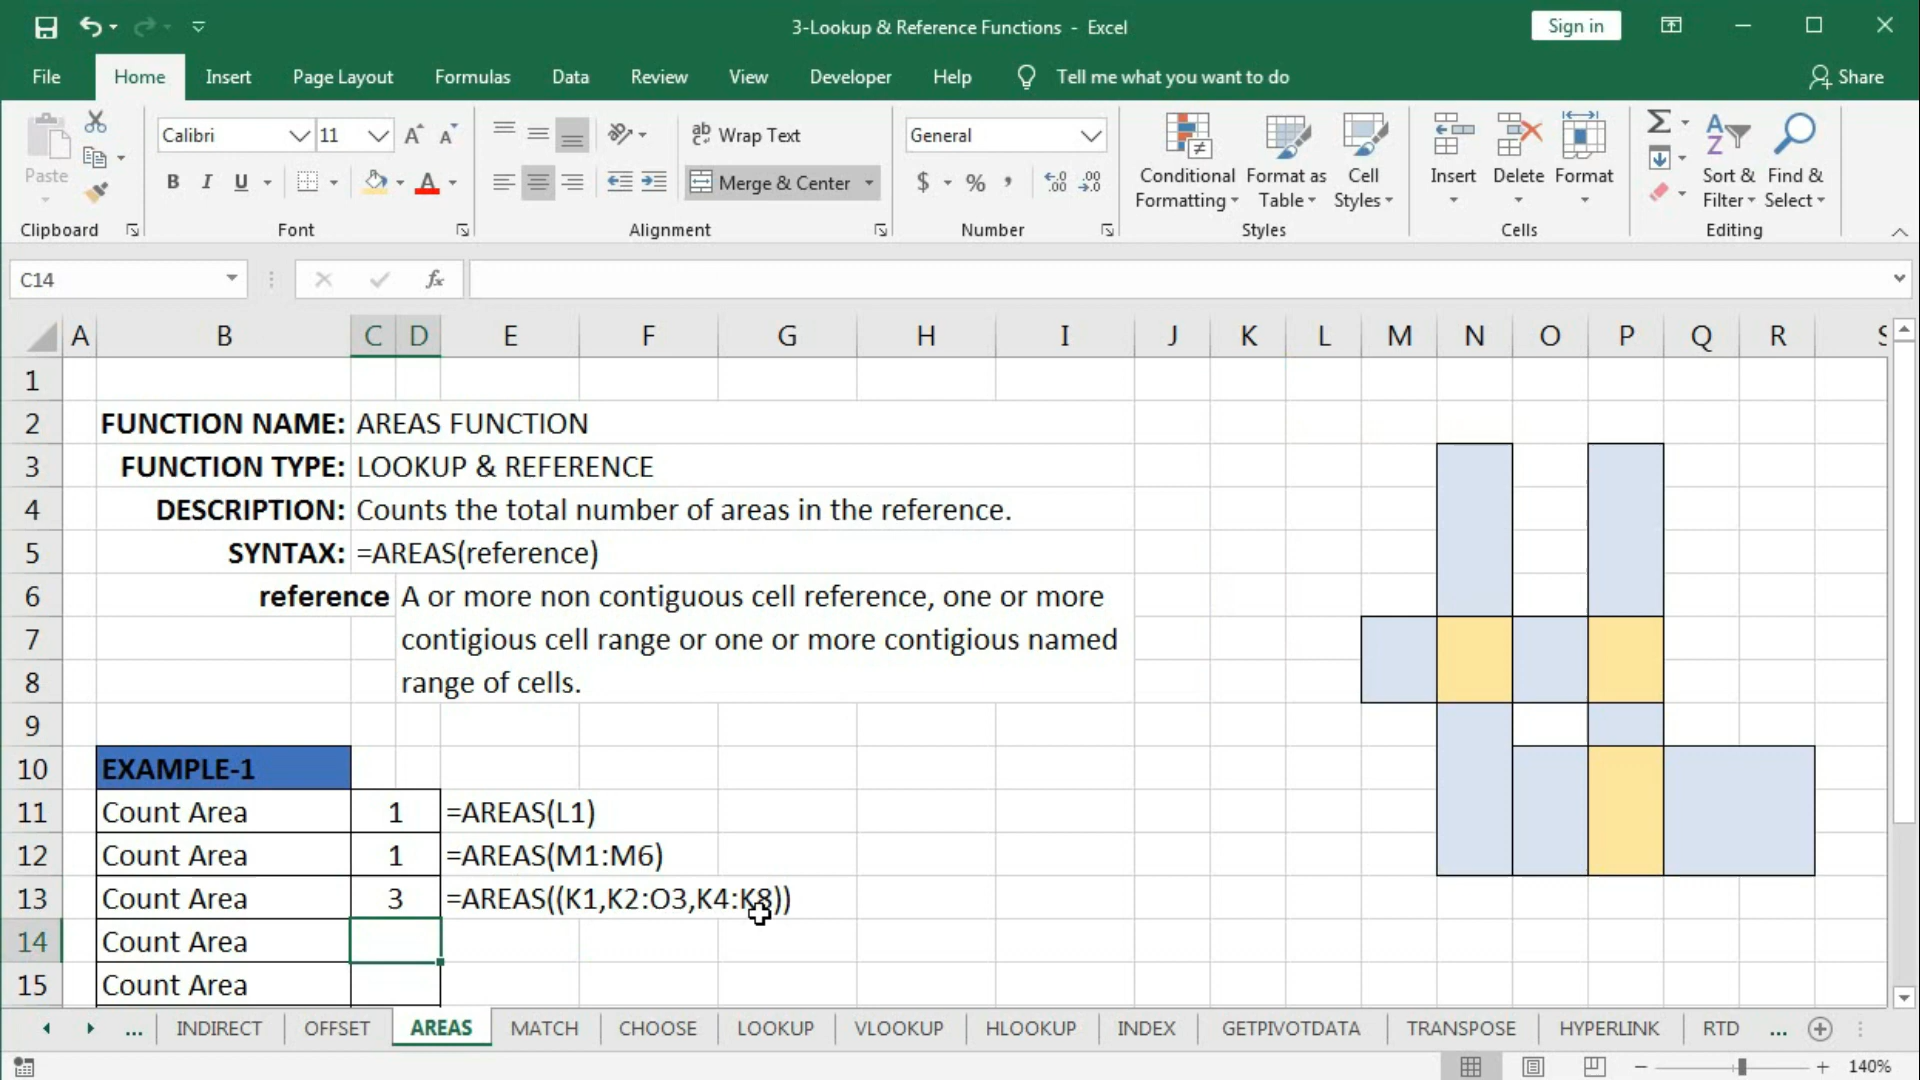 3-Lookup & Reference Functions - Excel
Sign in
File Home Insert Page Layout Formulas Data Review View Developer Help Tell me what you want to do Share
Calibri 11 Wrap Text General
Paste B I U A Merge & Center $ % , Conditional Formatting Format as Table Cell Styles Insert Delete Format Sort & Filter Find & Select
Clipboard Font Alignment Number Styles Cells Editing
C14 fx
A B C D E F G H I J K L M N O P Q R S
1
2 FUNCTION NAME: AREAS FUNCTION
3 FUNCTION TYPE: LOOKUP & REFERENCE
4 DESCRIPTION: Counts the total number of areas in the reference.
5 SYNTAX: =AREAS(reference)
6 reference A or more non contiguous cell reference, one or more
7 contigious cell range or one or more contigious named
8 range of cells.
9
10 EXAMPLE-1
11 Count Area 1 =AREAS(L1)
12 Count Area 1 =AREAS(M1:M6)
13 Count Area 3 =AREAS((K1,K2:O3,K4:K8))
14 Count Area
15 Count Area
... INDIRECT OFFSET AREAS MATCH CHOOSE LOOKUP VLOOKUP HLOOKUP INDEX GETPIVOTDATA TRANSPOSE HYPERLINK RTD ...
140%